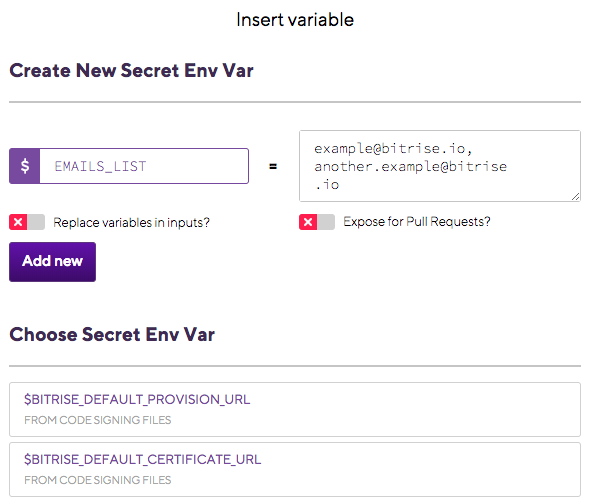 Insert variable
Create New Secret Env Var
$ EMAILS_LIST = example@bitrise.io,
another.example@bitrise
.io
Replace variables in inputs? Expose for Pull Requests?
Add new
Choose Secret Env Var
$BITRISE_DEFAULT_PROVISION_URL
FROM CODE SIGNING FILES
$BITRISE_DEFAULT_CERTIFICATE_URL
FROM CODE SIGNING FILES